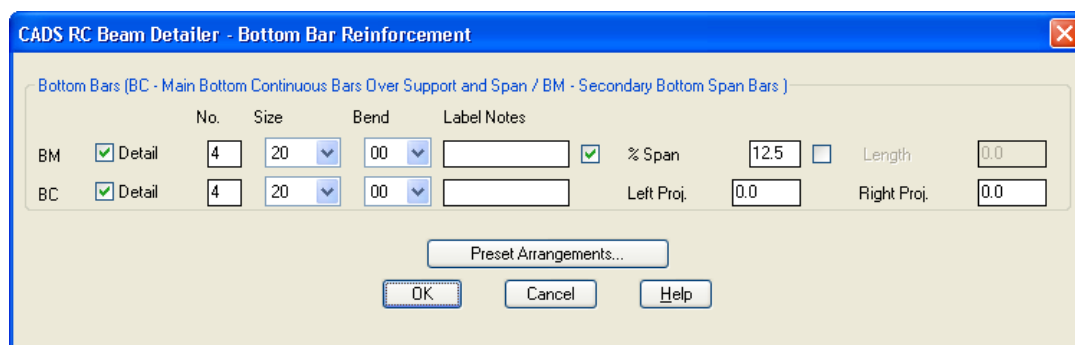 CADS RC Beam Detailer - Bottom Bar Reinforcement
Bottom Bars (BC - Main Bottom Continuous Bars Over Support and Span / BM - Secondary Bottom Span Bars )
No. Size Bend Label Notes
BM Detail 4 20 00 % Span 12.5 Length 0.0
BC Detail 4 20 00 Left Proj. 0.0 Right Proj. 0.0
Preset Arrangements...
OK Cancel Help